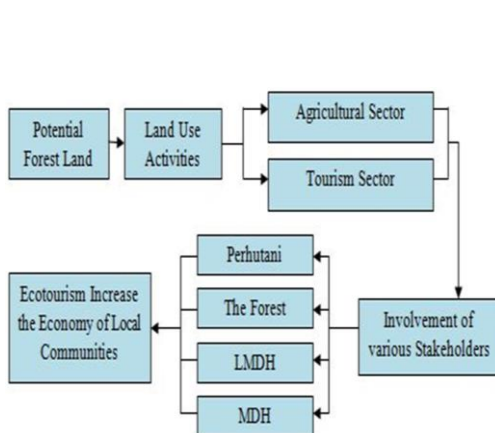 Potential
Forest Land
Land Use
Activities
Agricultural Sector
Tourism Sector
Involvement of
various Stakeholders
Perhutani
The Forest
LMDH
MDH
Ecotourism Increase
the Economy of Local
Communities